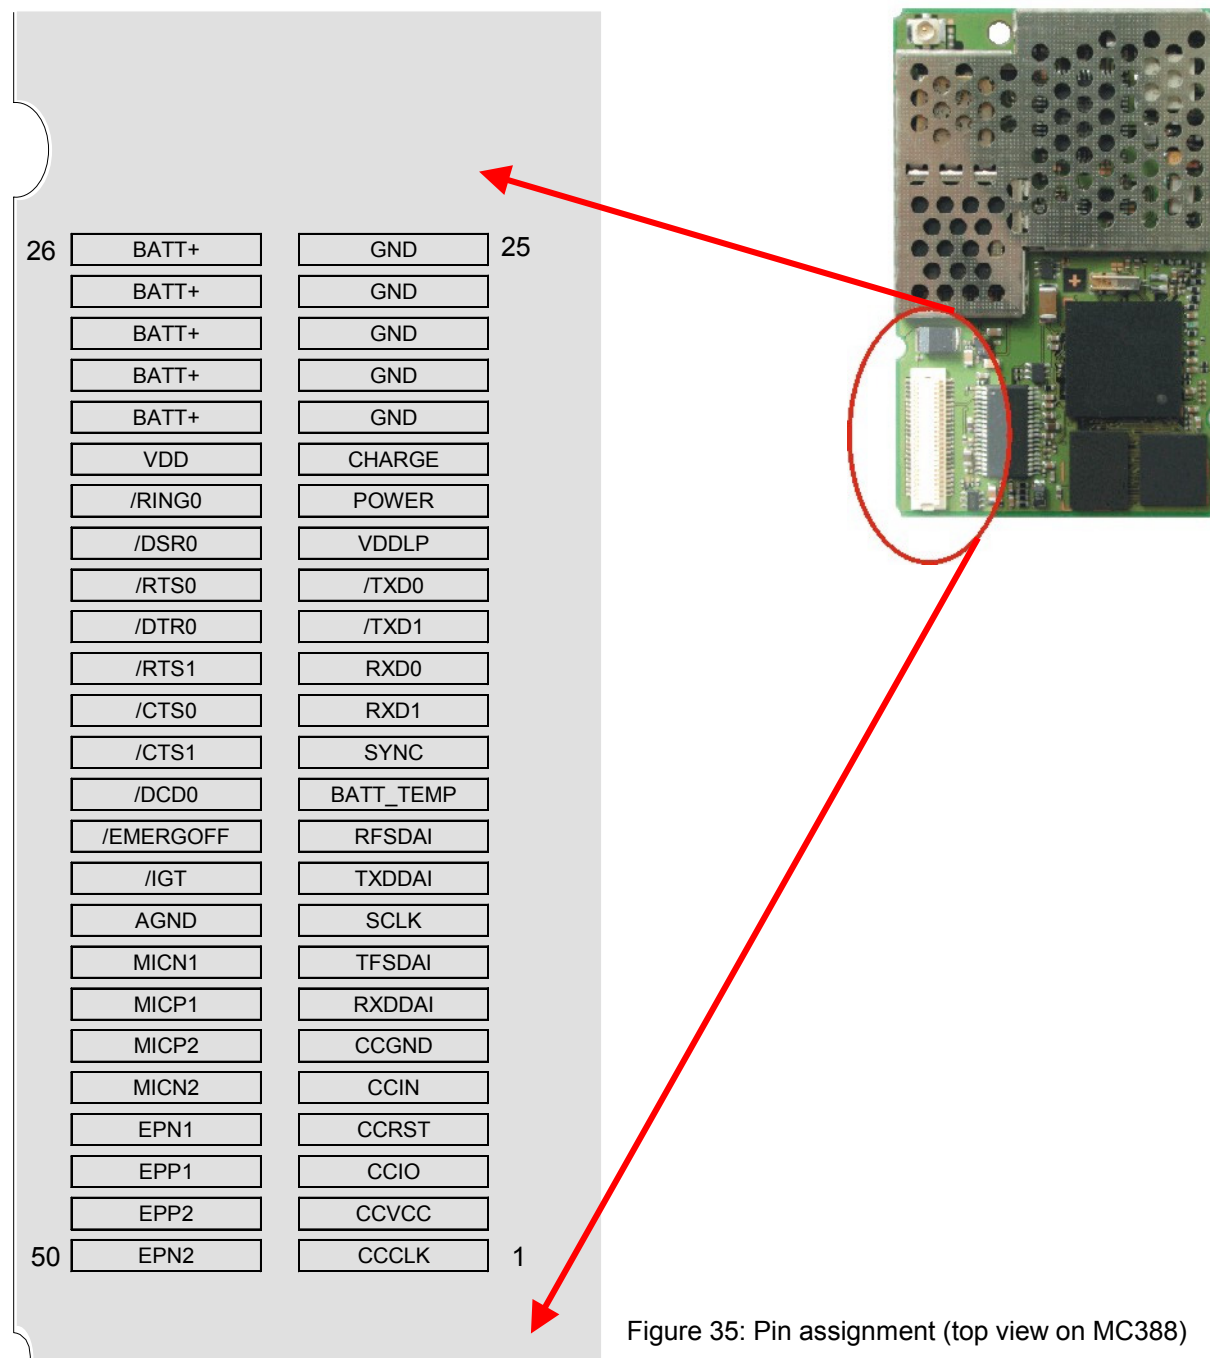 26 BATT+ GND 25
BATT+ GND
BATT+ GND
BATT+ GND
BATT+ GND
VDD CHARGE
/RING0 POWER
/DSR0 VDDLP
/RTS0 /TXD0
/DTR0 /TXD1
/RTS1 RXD0
/CTS0 RXD1
/CTS1 SYNC
/DCD0 BATT_TEMP
/EMERGOFF RFSDAI
/IGT TXDDAI
AGND SCLK
MICN1 TFSDAI
MICP1 RXDDAI
MICP2 CCGND
MICN2 CCIN
EPN1 CCRST
EPP1 CCIO
EPP2 CCVCC
50 EPN2 CCCLK 1
Figure 35: Pin assignment (top view on MC388)